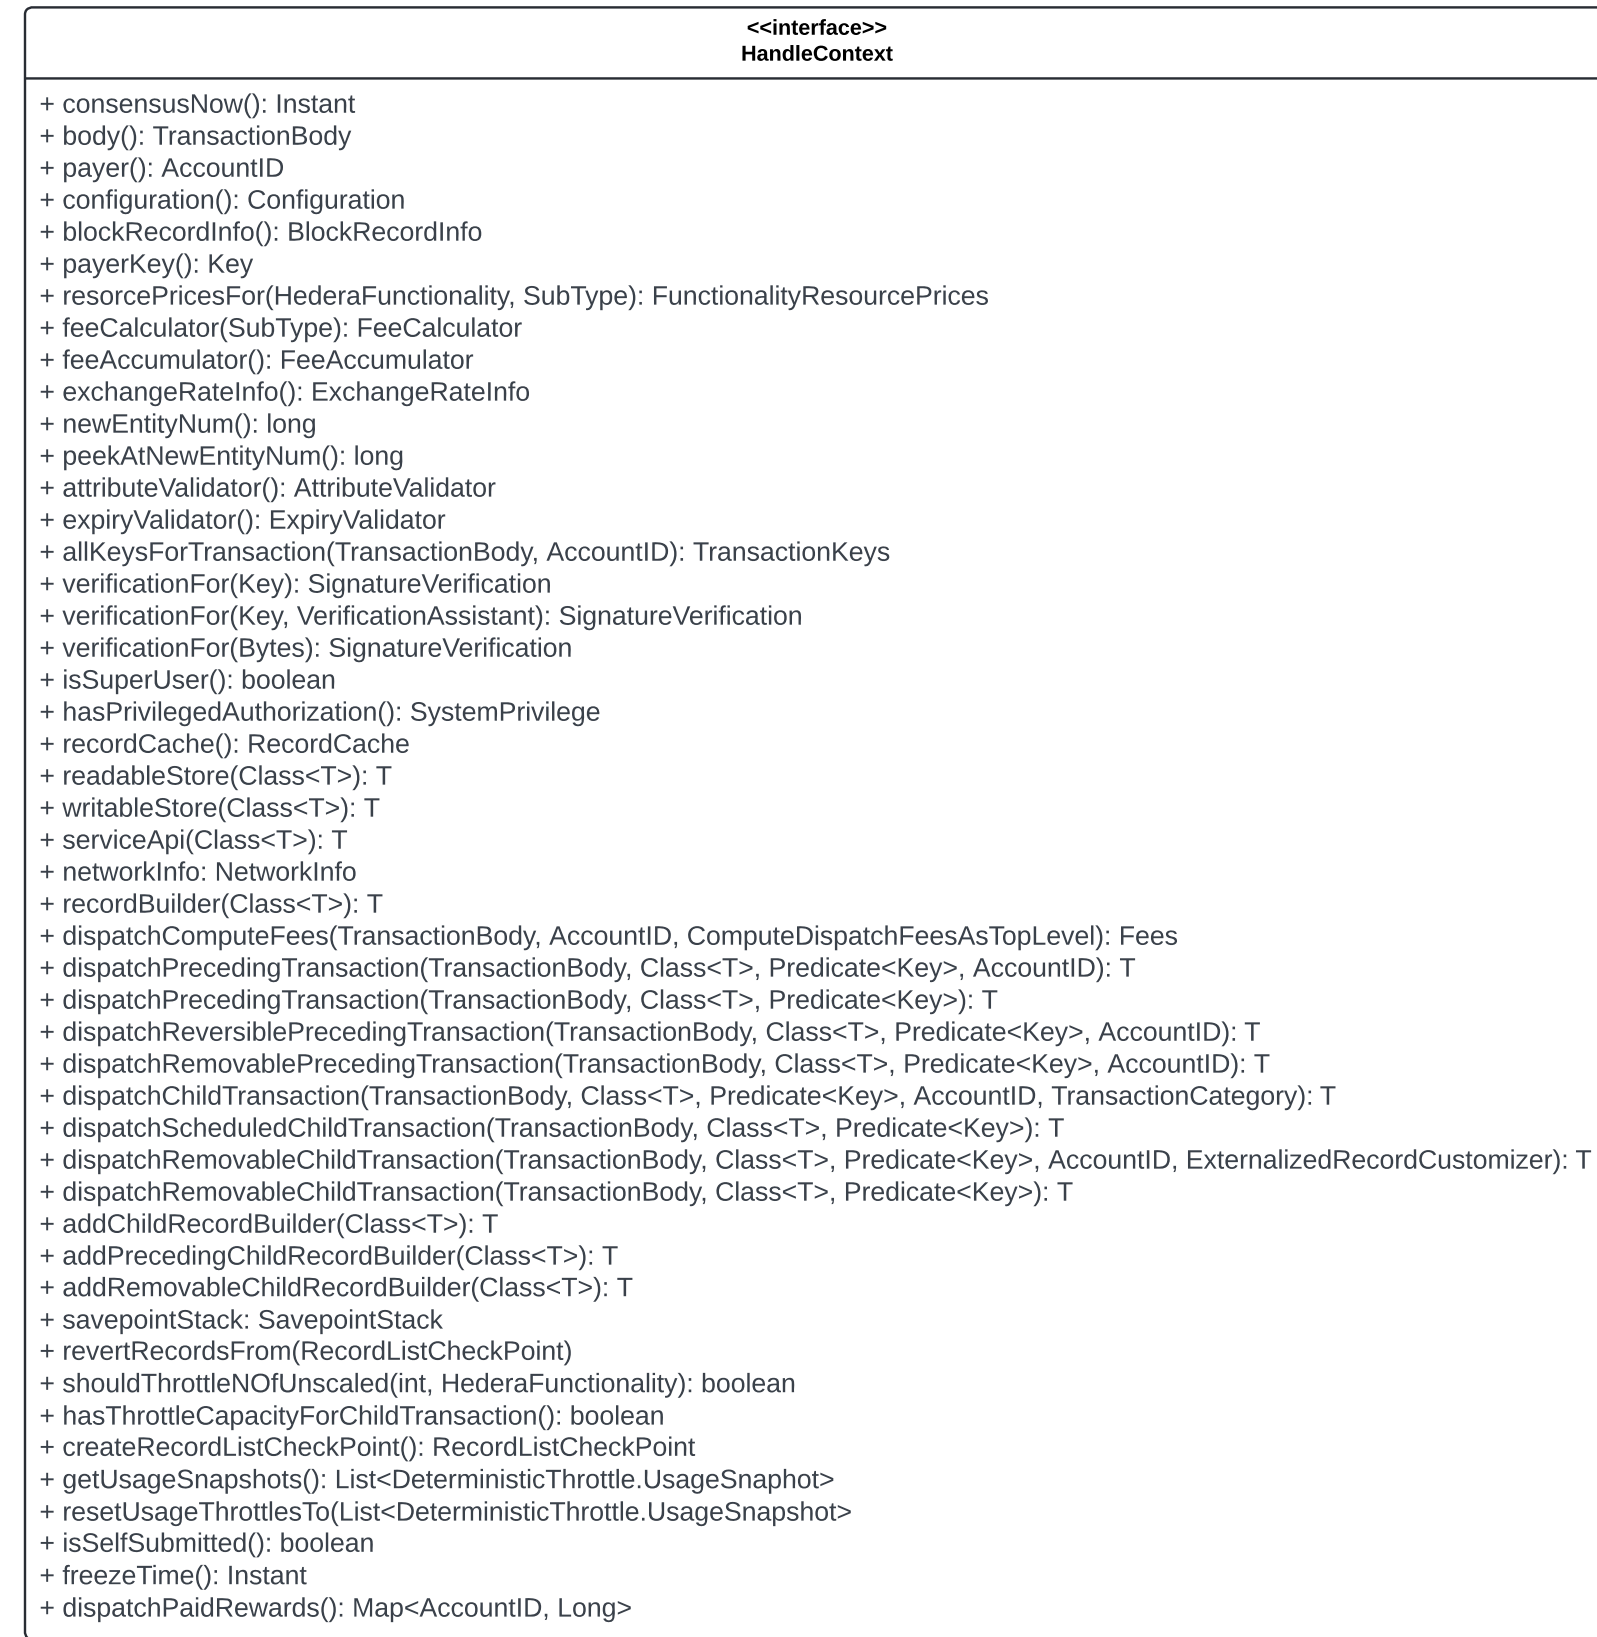 <<interface>>
HandleContext
+ consensusNow(): Instant
+ body(): TransactionBody
+ payer(): AccountID
+ configuration(): Configuration
+ blockRecordInfo(): BlockRecordInfo
+ payerKey(): Key
+ resorcePricesFor(HederaFunctionality, SubType): FunctionalityResourcePrices
+ feeCalculator(SubType): FeeCalculator
+ feeAccumulator(): FeeAccumulator
+ exchangeRateInfo(): ExchangeRateInfo
+ newEntityNum(): long
+ peekAtNewEntityNum(): long
+ attributeValidator(): AttributeValidator
+ expiryValidator(): ExpiryValidator
+ allKeysForTransaction(TransactionBody, AccountID): TransactionKeys
+ verificationFor(Key): SignatureVerification
+ verificationFor(Key, VerificationAssistant): SignatureVerification
+ verificationFor(Bytes): SignatureVerification
+ isSuperUser(): boolean
+ hasPrivilegedAuthorization(): SystemPrivilege
+ recordCache(): RecordCache
+ readableStore(Class<T>): T
+ writableStore(Class<T>): T
+ serviceApi(Class<T>): T
+ networkInfo: NetworkInfo
+ recordBuilder(Class<T>): T
+ dispatchComputeFees(TransactionBody, AccountID, ComputeDispatchFeesAsTopLevel): Fees
+ dispatchPrecedingTransaction(TransactionBody, Class<T>, Predicate<Key>, AccountID): T
+ dispatchPrecedingTransaction(TransactionBody, Class<T>, Predicate<Key>): T
+ dispatchReversiblePrecedingTransaction(TransactionBody, Class<T>, Predicate<Key>, AccountID): T
+ dispatchRemovablePrecedingTransaction(TransactionBody, Class<T>, Predicate<Key>, AccountID): T
+ dispatchChildTransaction(TransactionBody, Class<T>, Predicate<Key>, AccountID, TransactionCategory): T
+ dispatchScheduledChildTransaction(TransactionBody, Class<T>, Predicate<Key>): T
+ dispatchRemovableChildTransaction(TransactionBody, Class<T>, Predicate<Key>, AccountID, ExternalizedRecordCustomizer): T
+ dispatchRemovableChildTransaction(TransactionBody, Class<T>, Predicate<Key>): T
+ addChildRecordBuilder(Class<T>): T
+ addPrecedingChildRecordBuilder(Class<T>): T
+ addRemovableChildRecordBuilder(Class<T>): T
+ savepointStack: SavepointStack
+ revertRecordsFrom(RecordListCheckPoint)
+ shouldThrottleNOfUnscaled(int, HederaFunctionality): boolean
+ hasThrottleCapacityForChildTransaction(): boolean
+ createRecordListCheckPoint(): RecordListCheckPoint
+ getUsageSnapshots(): List<DeterministicThrottle.UsageSnaphot>
+ resetUsageThrottlesTo(List<DeterministicThrottle.UsageSnapshot>
+ isSelfSubmitted(): boolean
+ freezeTime(): Instant
+ dispatchPaidRewards(): Map<AccountID, Long>